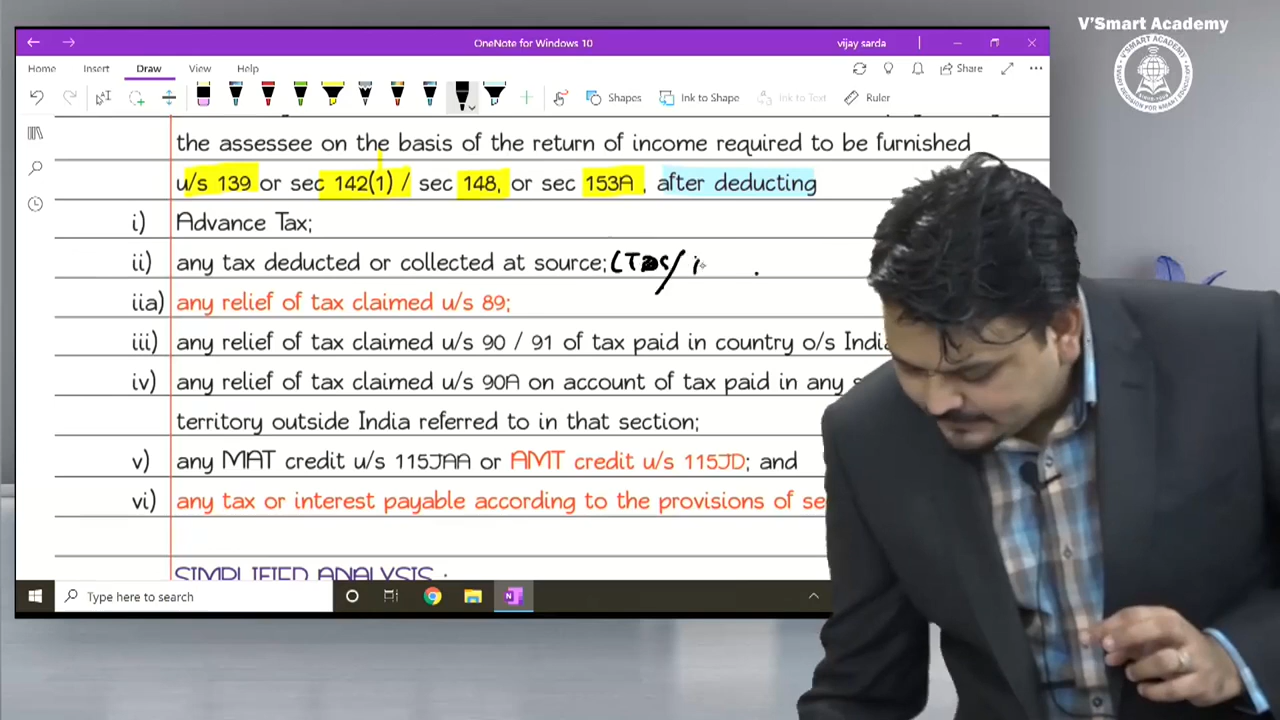 V'Smart Academy
OneNote for Windows 10
vijay sarda
Home Insert Draw View Help
Share
Shapes Ink to Shape Ink to Text Ruler
the assessee on the basis of the return of income required to be furnished
u/s 139 or sec 142(1) / sec 148, or sec 153A, after deducting
i) Advance Tax;
ii) any tax deducted or collected at source; (TDS/
iia) any relief of tax claimed u/s 89;
iii) any relief of tax claimed u/s 90 / 91 of tax paid in country o/s India
iv) any relief of tax claimed u/s 90A on account of tax paid in any s
territory outside India referred to in that section;
v) any MAT credit u/s 115JAA or AMT credit u/s 115JD; and
vi) any tax or interest payable according to the provisions of se
SIMPLIFIED ANALYSIS :
Type here to search